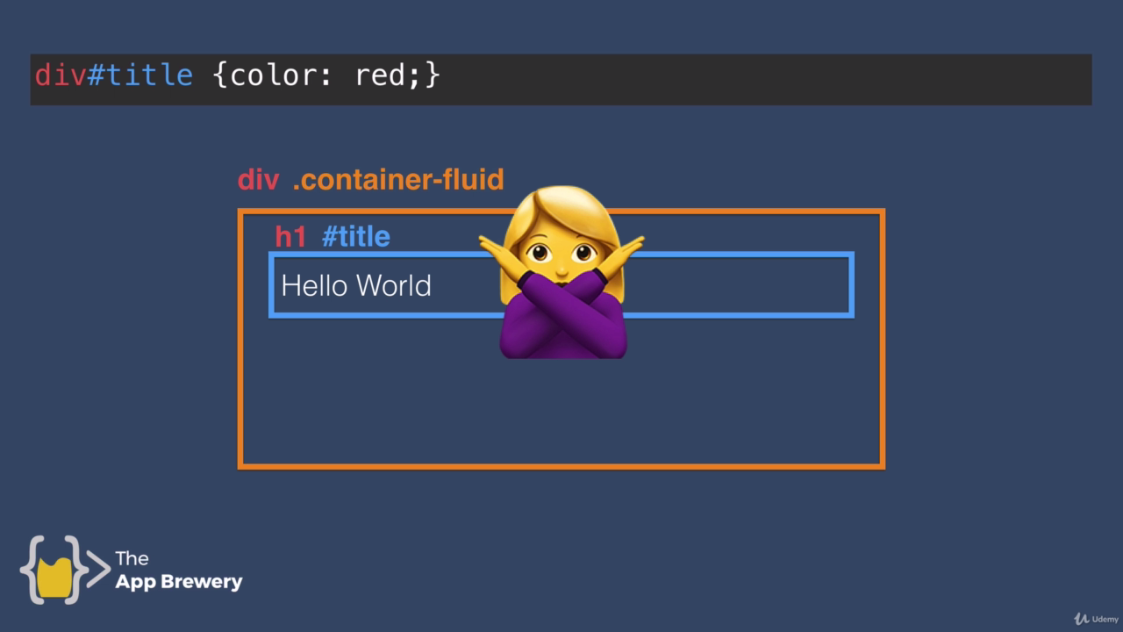 div#title {color: red;}
div .container-fluid
h1 #title
Hello World
The
App Brewery
Udemy